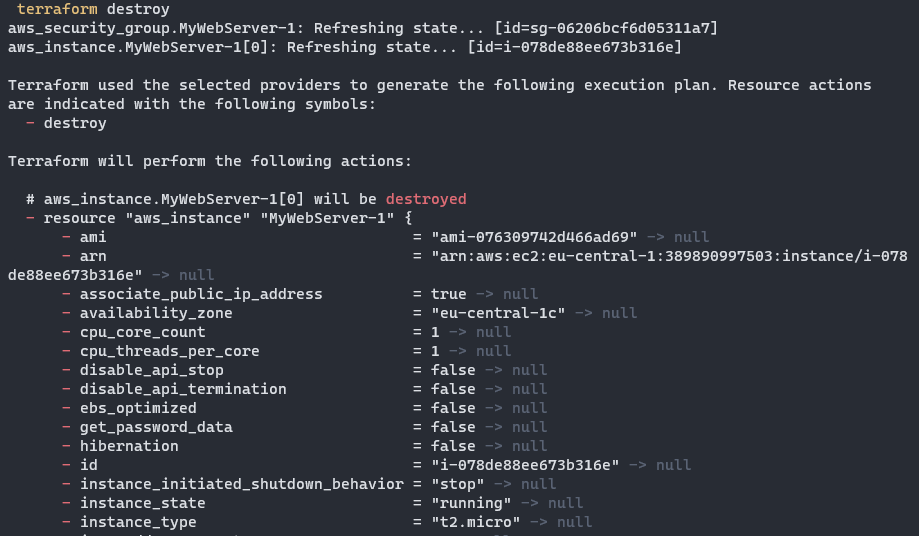 terraform destroy
aws_security_group.MyWebServer-1: Refreshing state... [id=sg-06206bcf6d05311a7]
aws_instance.MyWebServer-1[0]: Refreshing state... [id=i-078de88ee673b316e]
Terraform used the selected providers to generate the following execution plan. Resource actions
are indicated with the following symbols:
- destroy
Terraform will perform the following actions:
# aws_instance.MyWebServer-1[0] will be destroyed
- resource "aws_instance" "MyWebServer-1" {
- ami = "ami-076309742d466ad69" -> null
- arn = "arn:aws:ec2:eu-central-1:389890997503:instance/i-078
de88ee673b316e" -> null
- associate_public_ip_address = true -> null
- availability_zone = "eu-central-1c" -> null
- cpu_core_count = 1 -> null
- cpu_threads_per_core = 1 -> null
- disable_api_stop = false -> null
- disable_api_termination = false -> null
- ebs_optimized = false -> null
- get_password_data = false -> null
- hibernation = false -> null
- id = "i-078de88ee673b316e" -> null
- instance_initiated_shutdown_behavior = "stop" -> null
- instance_state = "running" -> null
- instance_type = "t2.micro" -> null